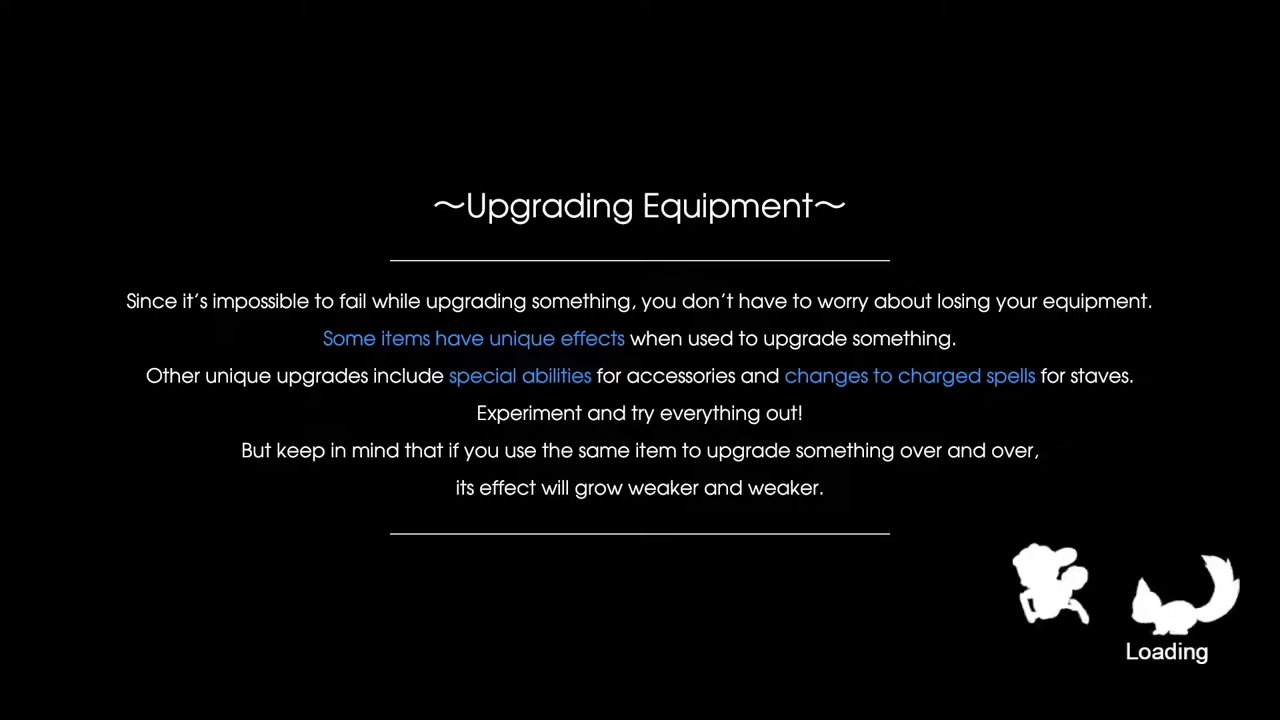 ～Upgrading Equipment～
Since it's impossible to fail while upgrading something, you don't have to worry about losing your equipment.
Some items have unique effects when used to upgrade something.
Other unique upgrades include special abilities for accessories and changes to charged spells for staves.
Experiment and try everything out!
But keep in mind that if you use the same item to upgrade something over and over,
its effect will grow weaker and weaker.
Loading